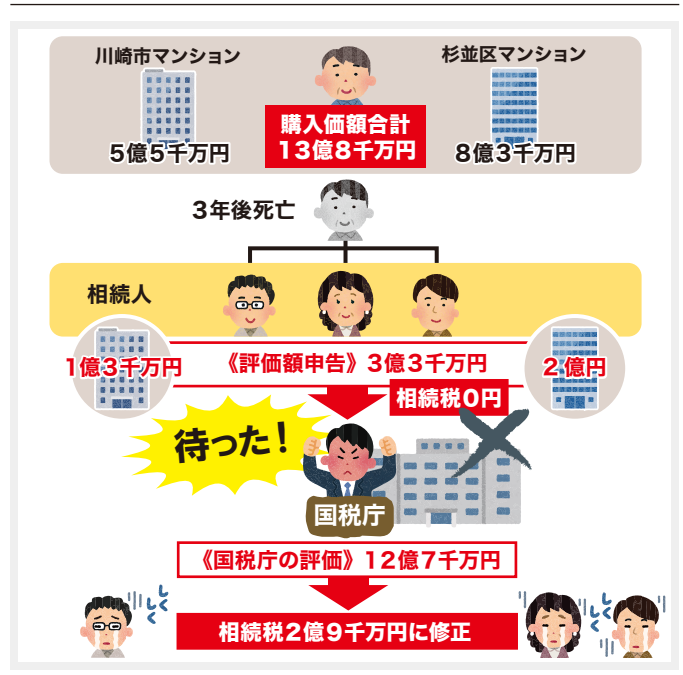 川崎市マンション
杉並区マンション
購入価額合計
13億8千万円
5億5千万円
8億3千万円
3年後死亡
相続人
1億3千万円
《評価額申告》3億3千万円
2億円
相続税0円
待った！
国税庁
《国税庁の評価》12億7千万円
しくしく
しくしく
相続税2億9千万円に修正